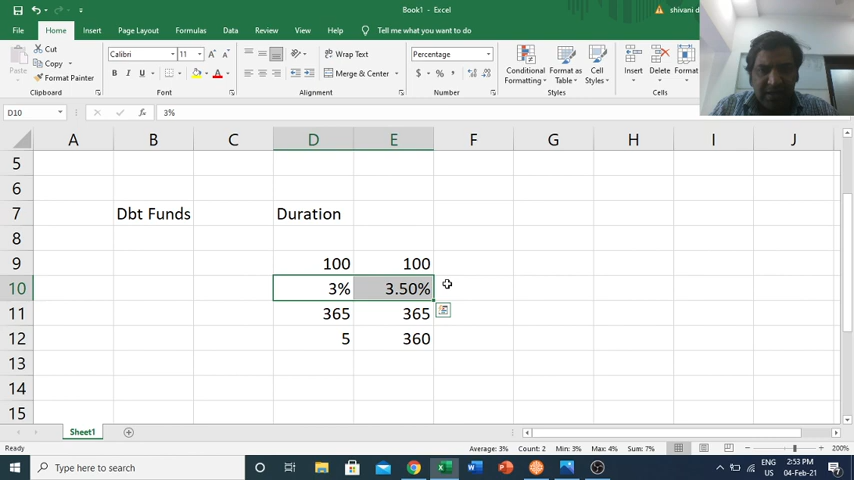 Book1 - Excel
shivani d
File Home Insert Page Layout Formulas Data Review View Help Tell me what you want to do
Cut
Copy
Format Painter
Paste
Clipboard
Calibri 11
B I U
Font
Wrap Text
Merge & Center
Alignment
Percentage
$ % ,
Number
Conditional Formatting
Format as Table
Cell Styles
Styles
Insert Delete Format
Cells
D10 fx 3%
A B C D E F G H I J
5
6
7 Dbt Funds Duration
8
9 100 100
10 3% 3.50%
11 365 365
12 5 360
13
14
15
Sheet1
Ready Average: 3% Count: 2 Min: 3% Max: 4% Sum: 7% 200%
Type here to search
ENG 2:53 PM
US 04-Feb-21